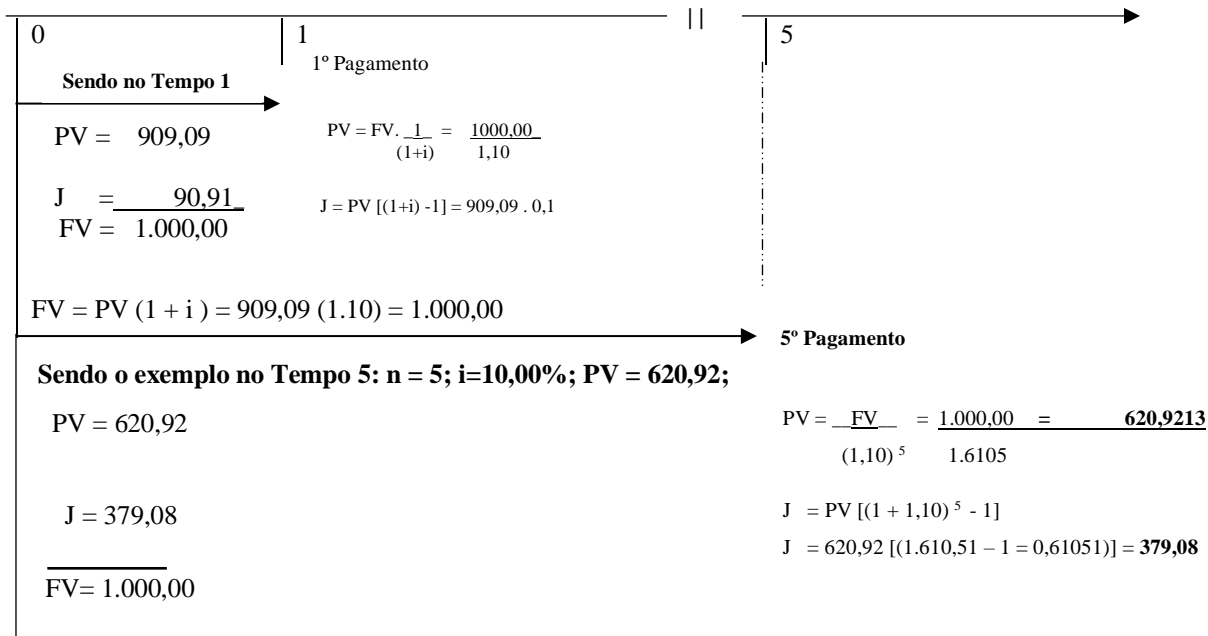 ||
0 1 5
1º Pagamento
Sendo no Tempo 1
PV = 909,09
PV = FV. _1_ = 1000,00_
(1+i) 1,10
J = 90,91_
J = PV [(1+i) -1] = 909,09 . 0,1
FV = 1.000,00
FV = PV (1 + i ) = 909,09 (1.10) = 1.000,00
5º Pagamento
Sendo o exemplo no Tempo 5: n = 5; i=10,00%; PV = 620,92;
PV = 620,92
PV = __FV__ = 1.000,00 = 620,9213
(1,10) ⁵ 1.6105
J = 379,08
J = PV [(1 + 1,10) ⁵ - 1]
J = 620,92 [(1.610,51 – 1 = 0,61051)] = 379,08
FV= 1.000,00